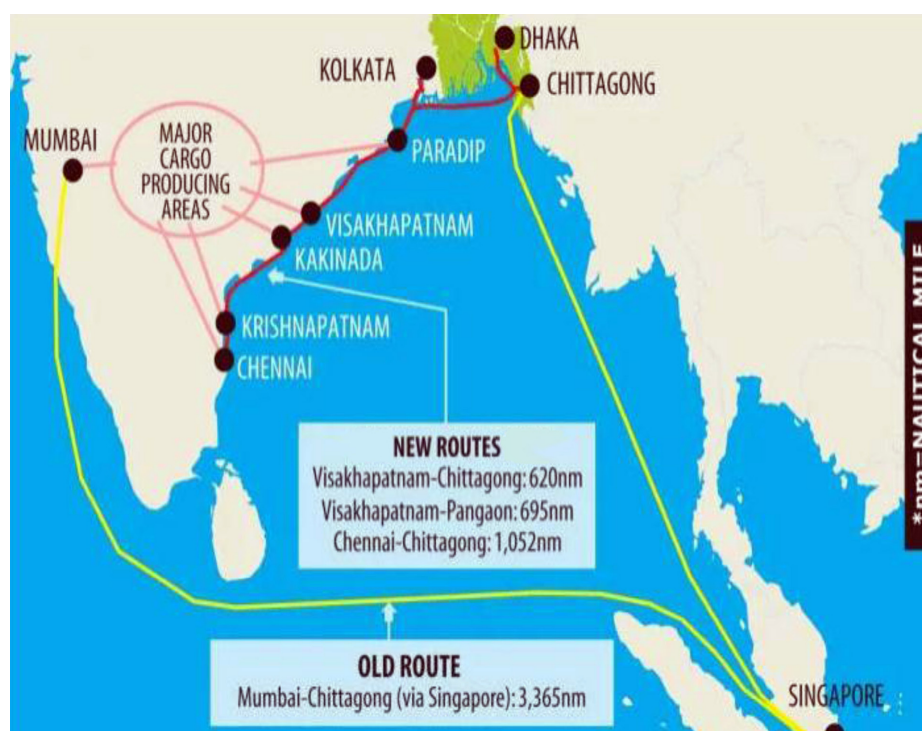 DHAKA
KOLKATA
CHITTAGONG
MUMBAI
MAJOR
CARGO
PRODUCING
AREAS
PARADIP
VISAKHAPATNAM
KAKINADA
KRISHNAPATNAM
CHENNAI
NEW ROUTES
Visakhapatnam-Chittagong: 620nm
Visakhapatnam-Pangaon: 695nm
Chennai-Chittagong: 1,052nm
*nm=NAUTICAL MILE
OLD ROUTE
Mumbai-Chittagong (via Singapore): 3,365nm
SINGAPORE